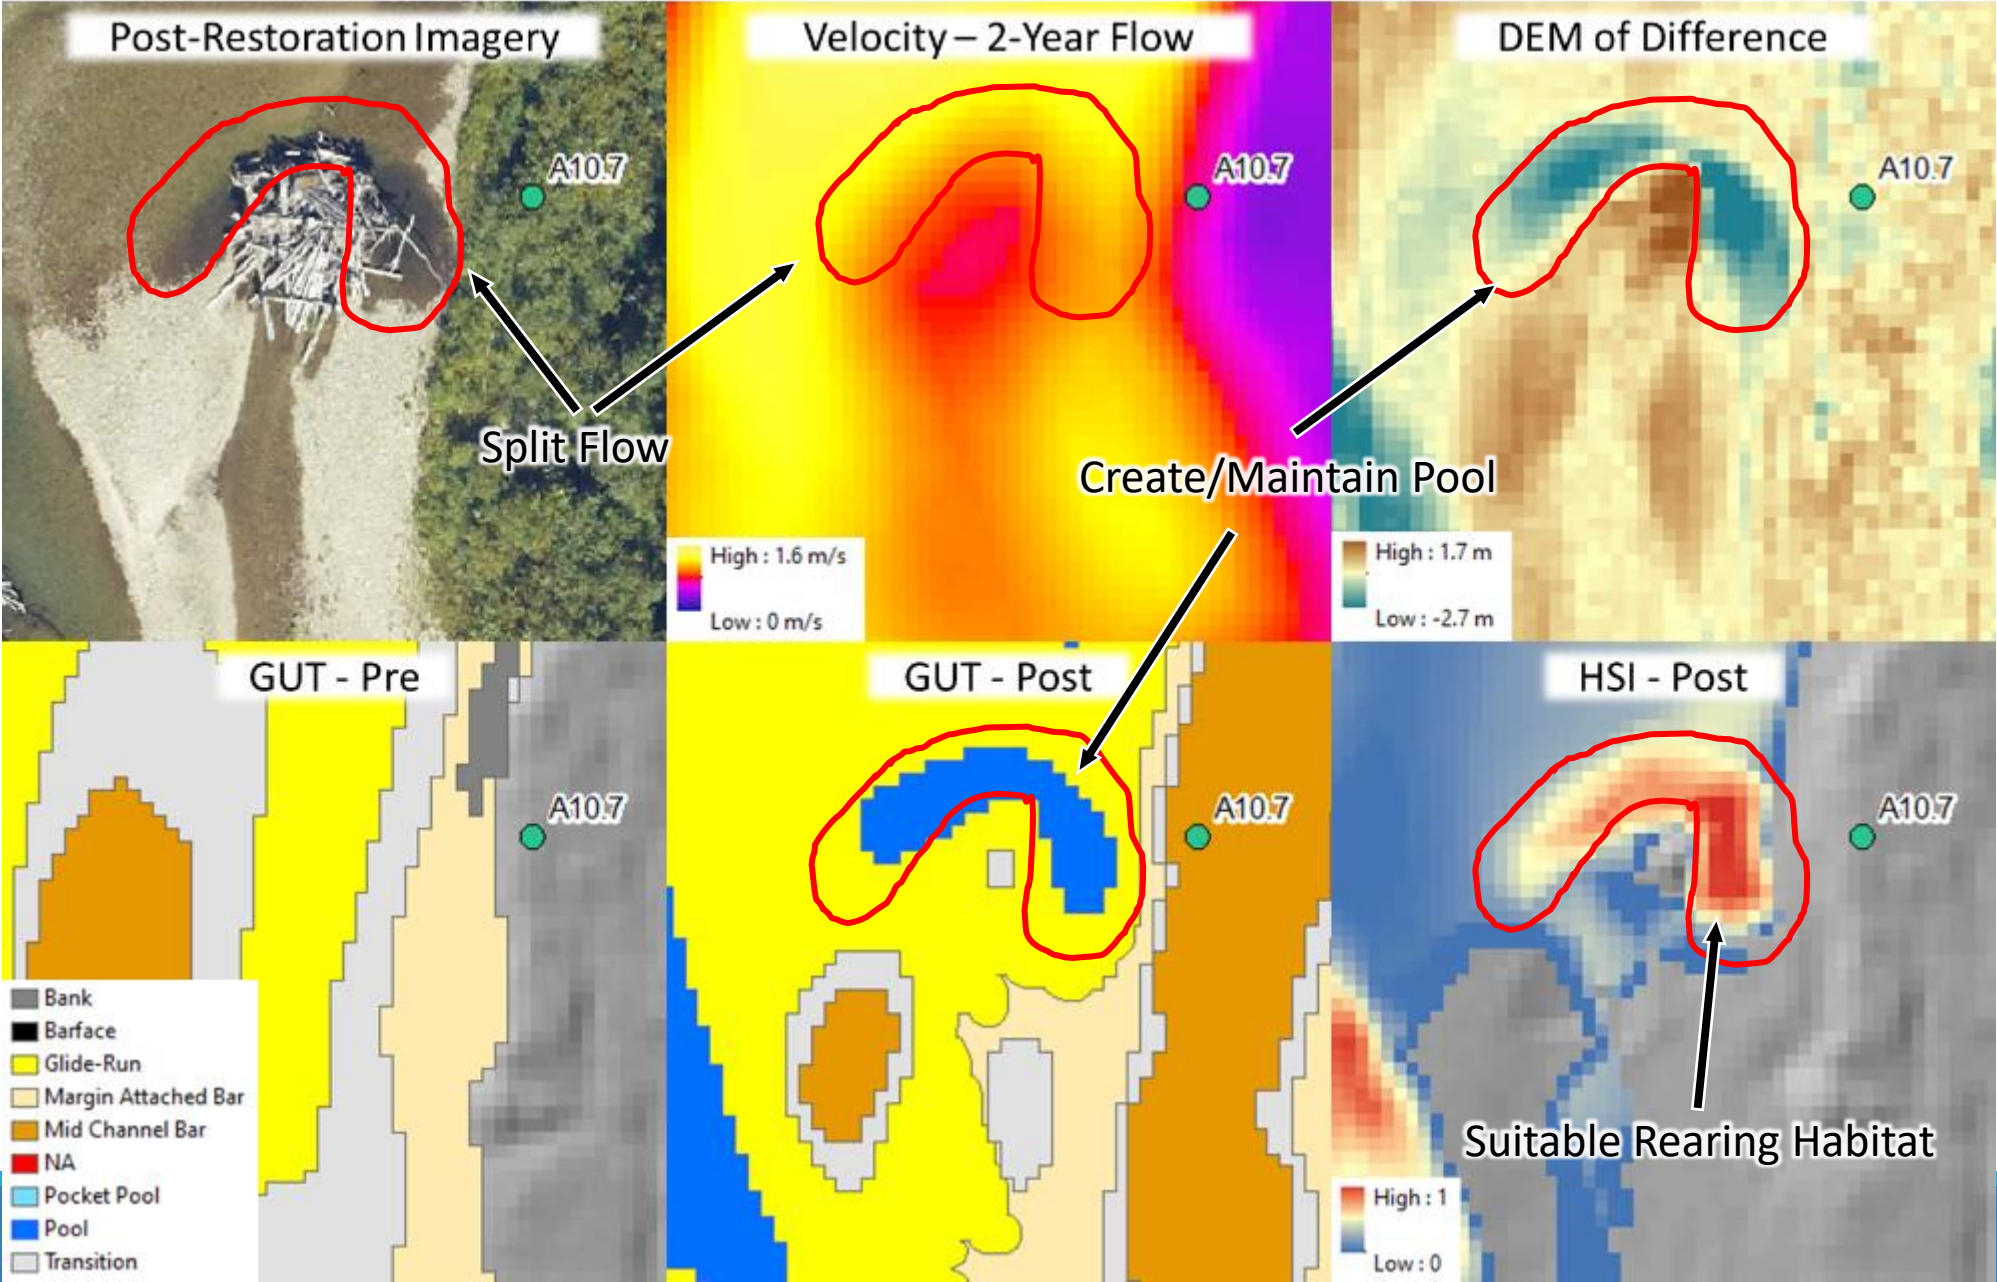 Post-Restoration Imagery
A10.7
Split Flow
Velocity – 2-Year Flow
A10.7
High : 1.6 m/s
Low : 0 m/s
DEM of Difference
A10.7
Create/Maintain Pool
High : 1.7 m
Low : -2.7 m
GUT - Pre
A10.7
Bank
Barface
Glide-Run
Margin Attached Bar
Mid Channel Bar
NA
Pocket Pool
Pool
Transition
GUT - Post
A10.7
HSI - Post
A10.7
Suitable Rearing Habitat
High : 1
Low : 0